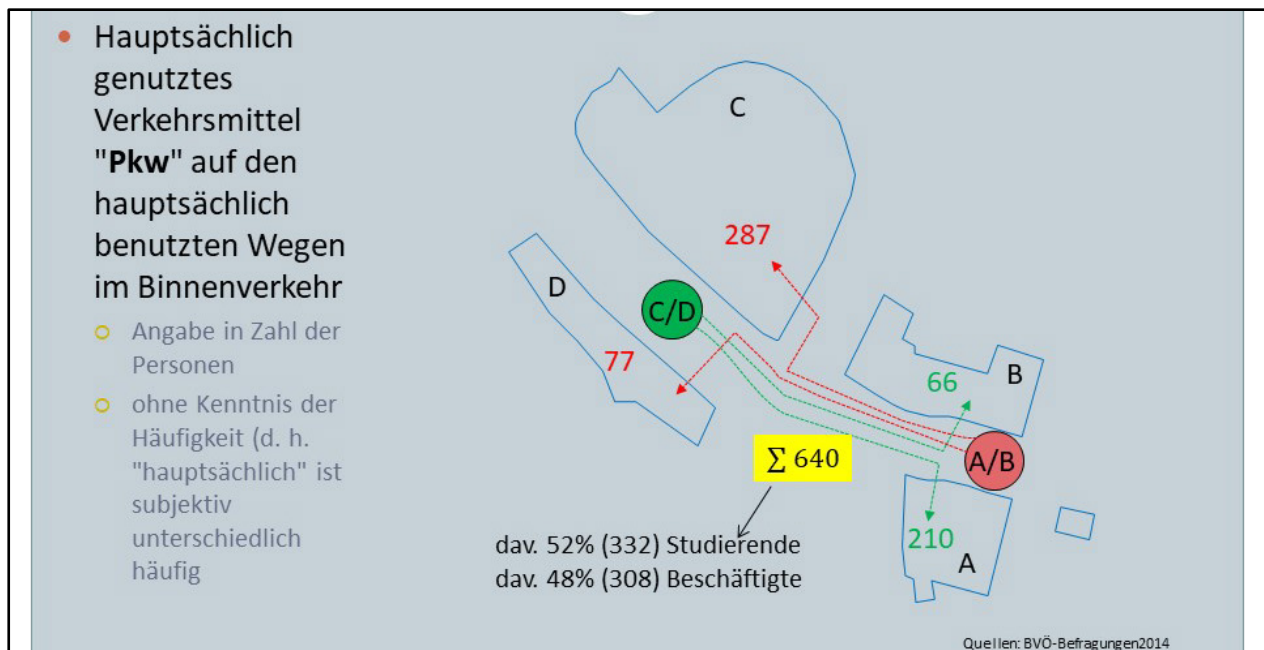 Hauptsächlich
genutztes
Verkehrsmittel
"Pkw" auf den
hauptsächlich
benutzten Wegen
im Binnenverkehr
Angabe in Zahl der
Personen
ohne Kenntnis der
Häufigkeit (d. h.
"hauptsächlich" ist
subjektiv
unterschiedlich
häufig
C
287
D
C/D
77
B
66
A/B
∑ 640
210
A
dav. 52% (332) Studierende
dav. 48% (308) Beschäftigte
Quellen: BVÖ-Befragungen2014